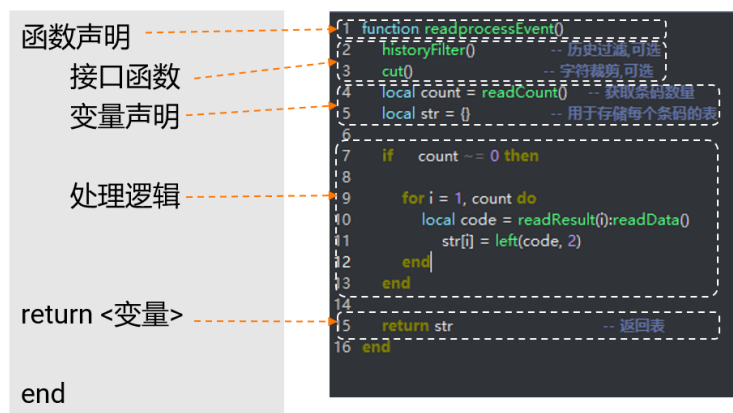 函数声明
接口函数
变量声明
处理逻辑
return <变量>
end
1 function readprocessEvent()
2 historyFilter() -- 历史过滤,可选
3 cut() -- 字符裁剪,可选
4 local count = readCount() -- 获取条码数量
5 local str = {} -- 用于存储每个条码的表
6
7 if count ~= 0 then
8
9 for i = 1, count do
10 local code = readResult(i):readData()
11 str[i] = left(code, 2)
12 end
13 end
14
15 return str -- 返回表
16 end